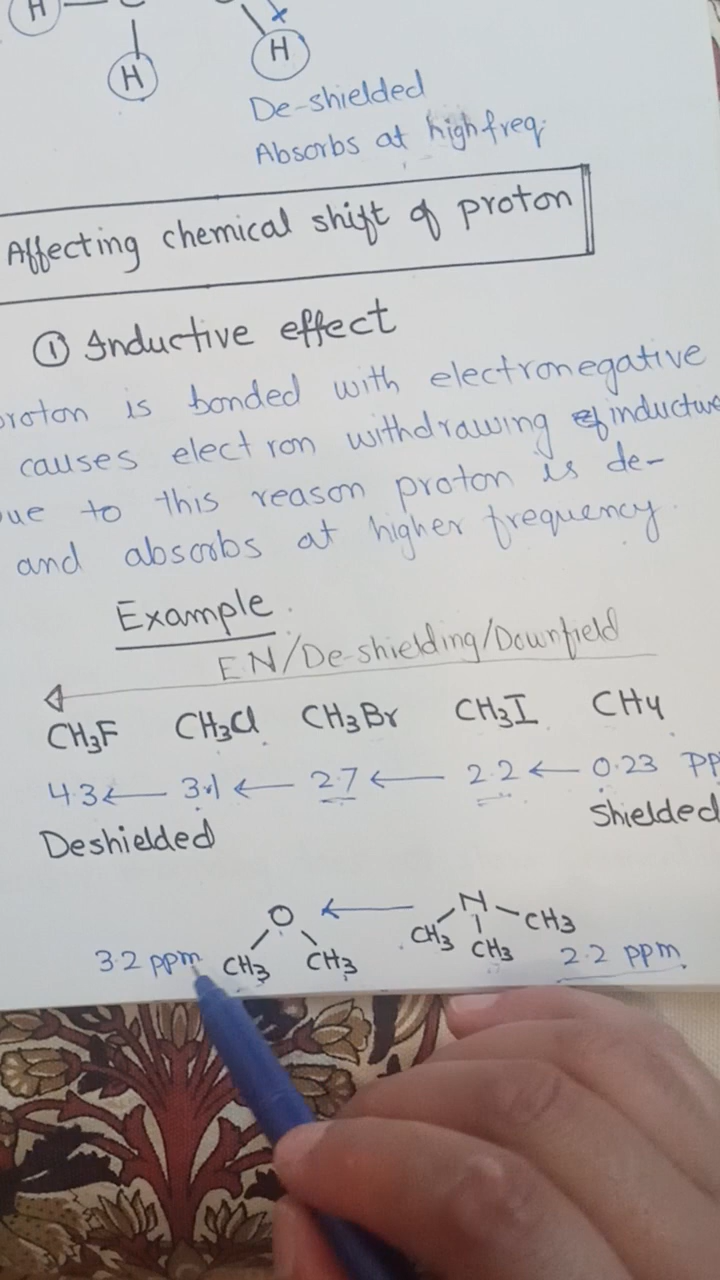 H
H
H
De-shielded
Absorbs at high freq.
Affecting chemical shift of proton
① Inductive effect
proton is bonded with electronegative
causes electron withdrawing inductive
to this reason proton is de-
and absorbs at higher frequency.
Example.
EN/De-shielding/Downfield
CH3F CH3Cl CH3Br CH3I CH4
4.3 ← 3.1 ← 2.7 ← 2.2 ← 0.23 PP
Deshielded Shielded
O ← N
CH3 CH3 CH3 CH3 CH3
3.2 ppm 2.2 ppm